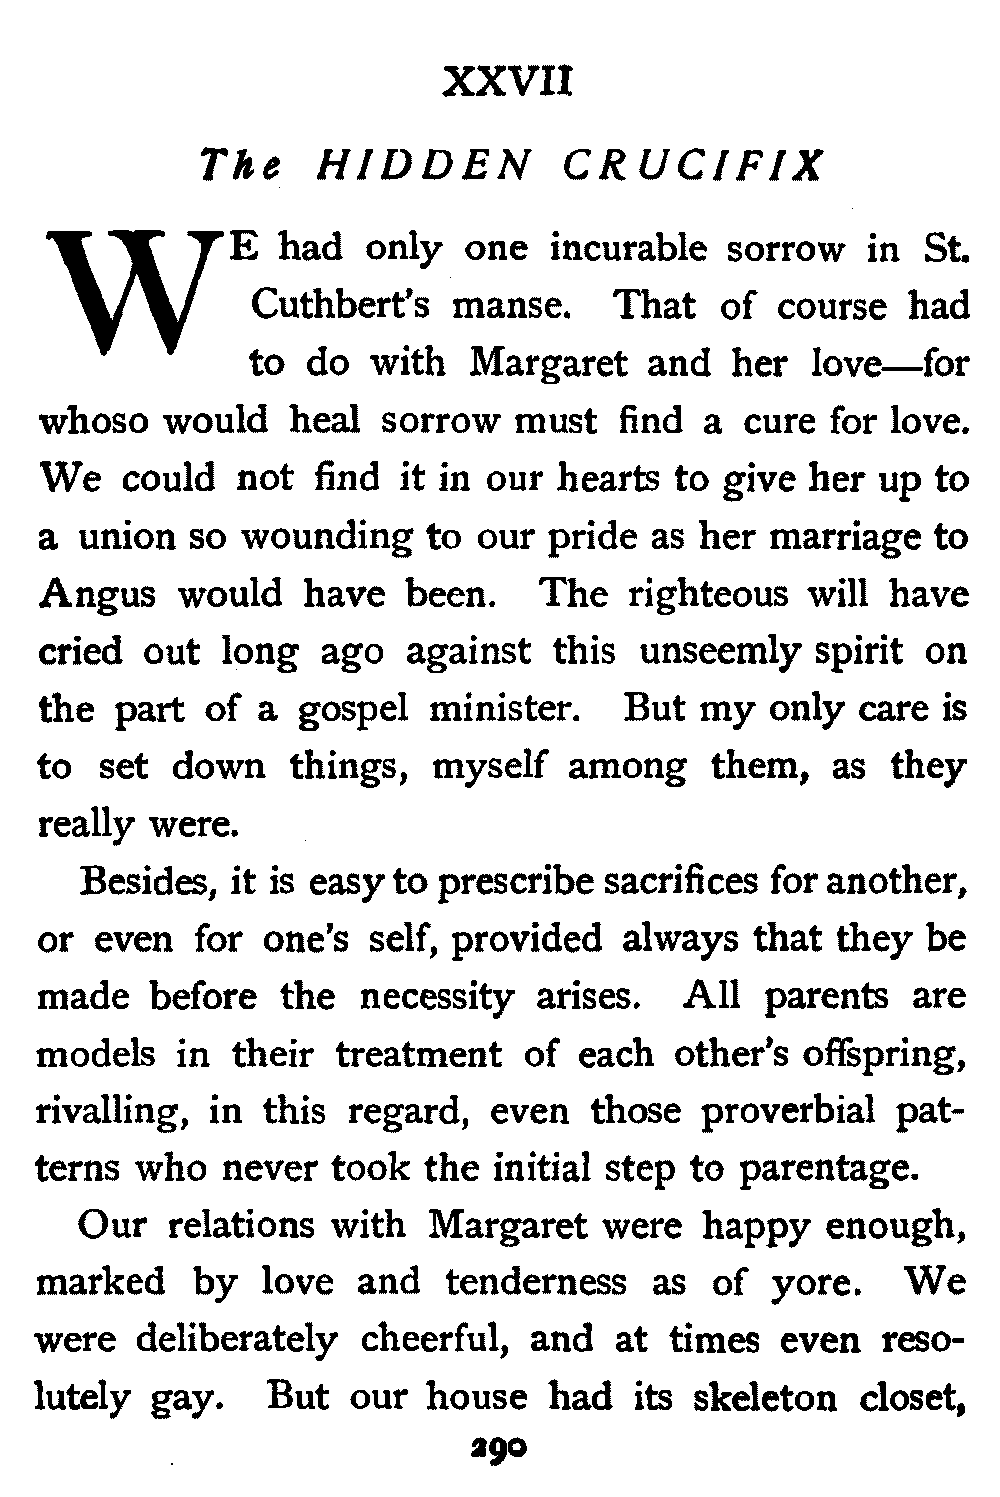 XXVII
The HIDDEN CRUCIFIX
WE had only one incurable sorrow in St.
Cuthbert's manse. That of course had
to do with Margaret and her love—for
whoso would heal sorrow must find a cure for love.
We could not find it in our hearts to give her up to
a union so wounding to our pride as her marriage to
Angus would have been. The righteous will have
cried out long ago against this unseemly spirit on
the part of a gospel minister. But my only care is
to set down things, myself among them, as they
really were.
Besides, it is easy to prescribe sacrifices for another,
or even for one's self, provided always that they be
made before the necessity arises. All parents are
models in their treatment of each other's offspring,
rivalling, in this regard, even those proverbial pat-
terns who never took the initial step to parentage.
Our relations with Margaret were happy enough,
marked by love and tenderness as of yore. We
were deliberately cheerful, and at times even reso-
lutely gay. But our house had its skeleton closet,
290